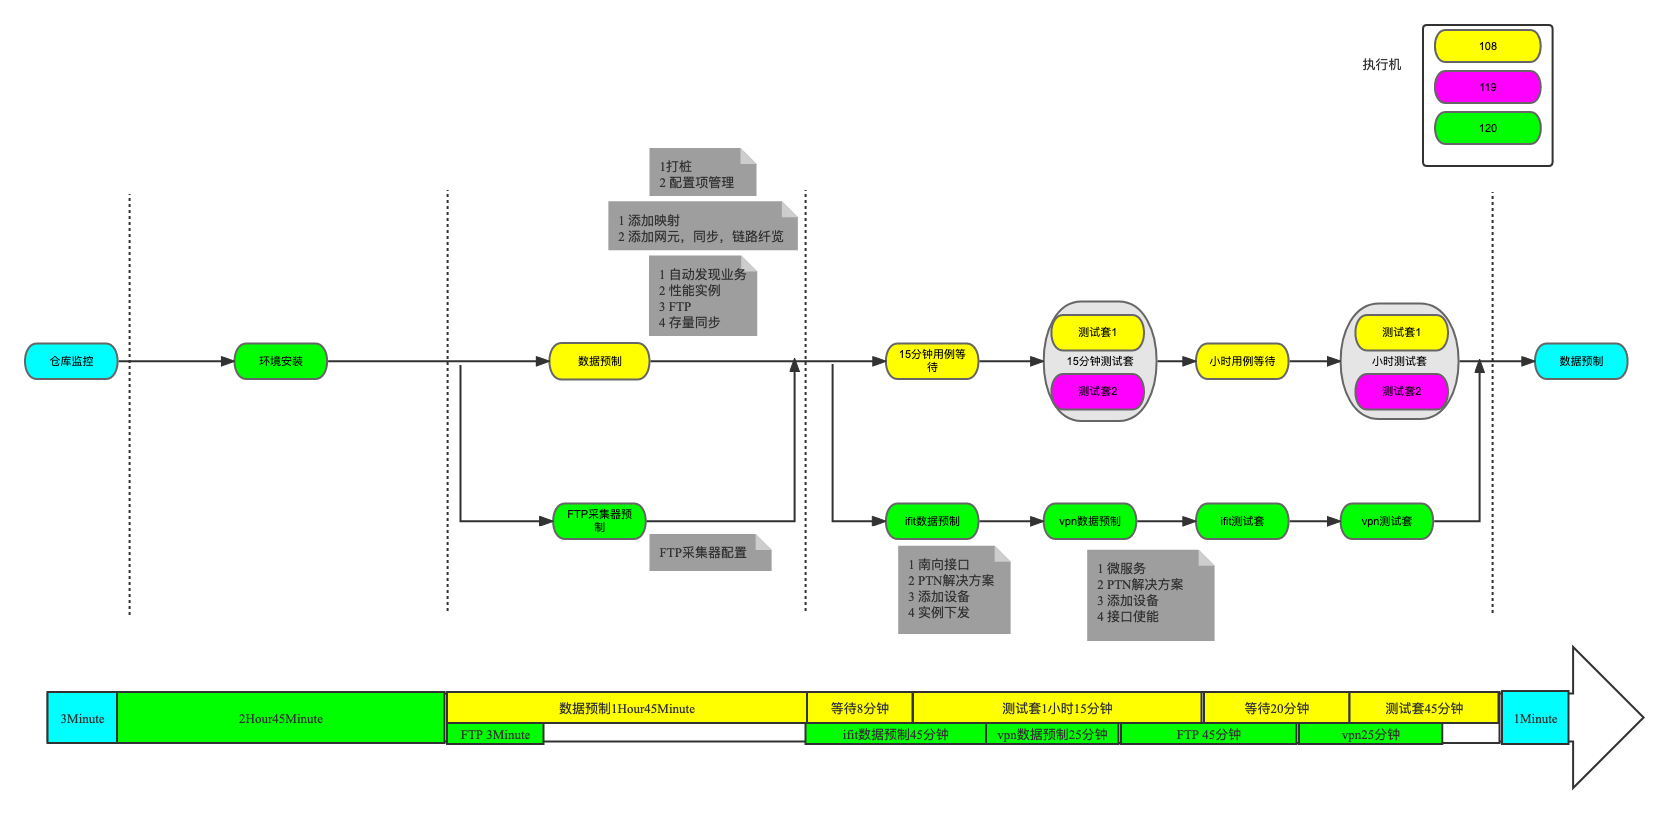 执行机
108
119
120
1打桩
2 配置项管理
1 添加映射
2 添加网元，同步，链路纤览
1 自动发现业务
2 性能实例
3 FTP
4 存量同步
仓库监控
环境安装
数据预制
15分钟用例等
待
测试套1
15分钟测试套
测试套2
小时用例等待
测试套1
小时测试套
测试套2
数据预制
FTP采集器预
制
FTP采集器配置
ifit数据预制
vpn数据预制
ifit测试套
vpn测试套
1 南向接口
2 PTN解决方案
3 添加设备
4 实例下发
1 微服务
2 PTN解决方案
3 添加设备
4 接口使能
3Minute
2Hour45Minute
数据预制1Hour45Minute
等待8分钟
测试套1小时15分钟
等待20分钟
测试套45分钟
1Minute
FTP 3Minute
ifit数据预制45分钟
vpn数据预制25分钟
FTP 45分钟
vpn25分钟